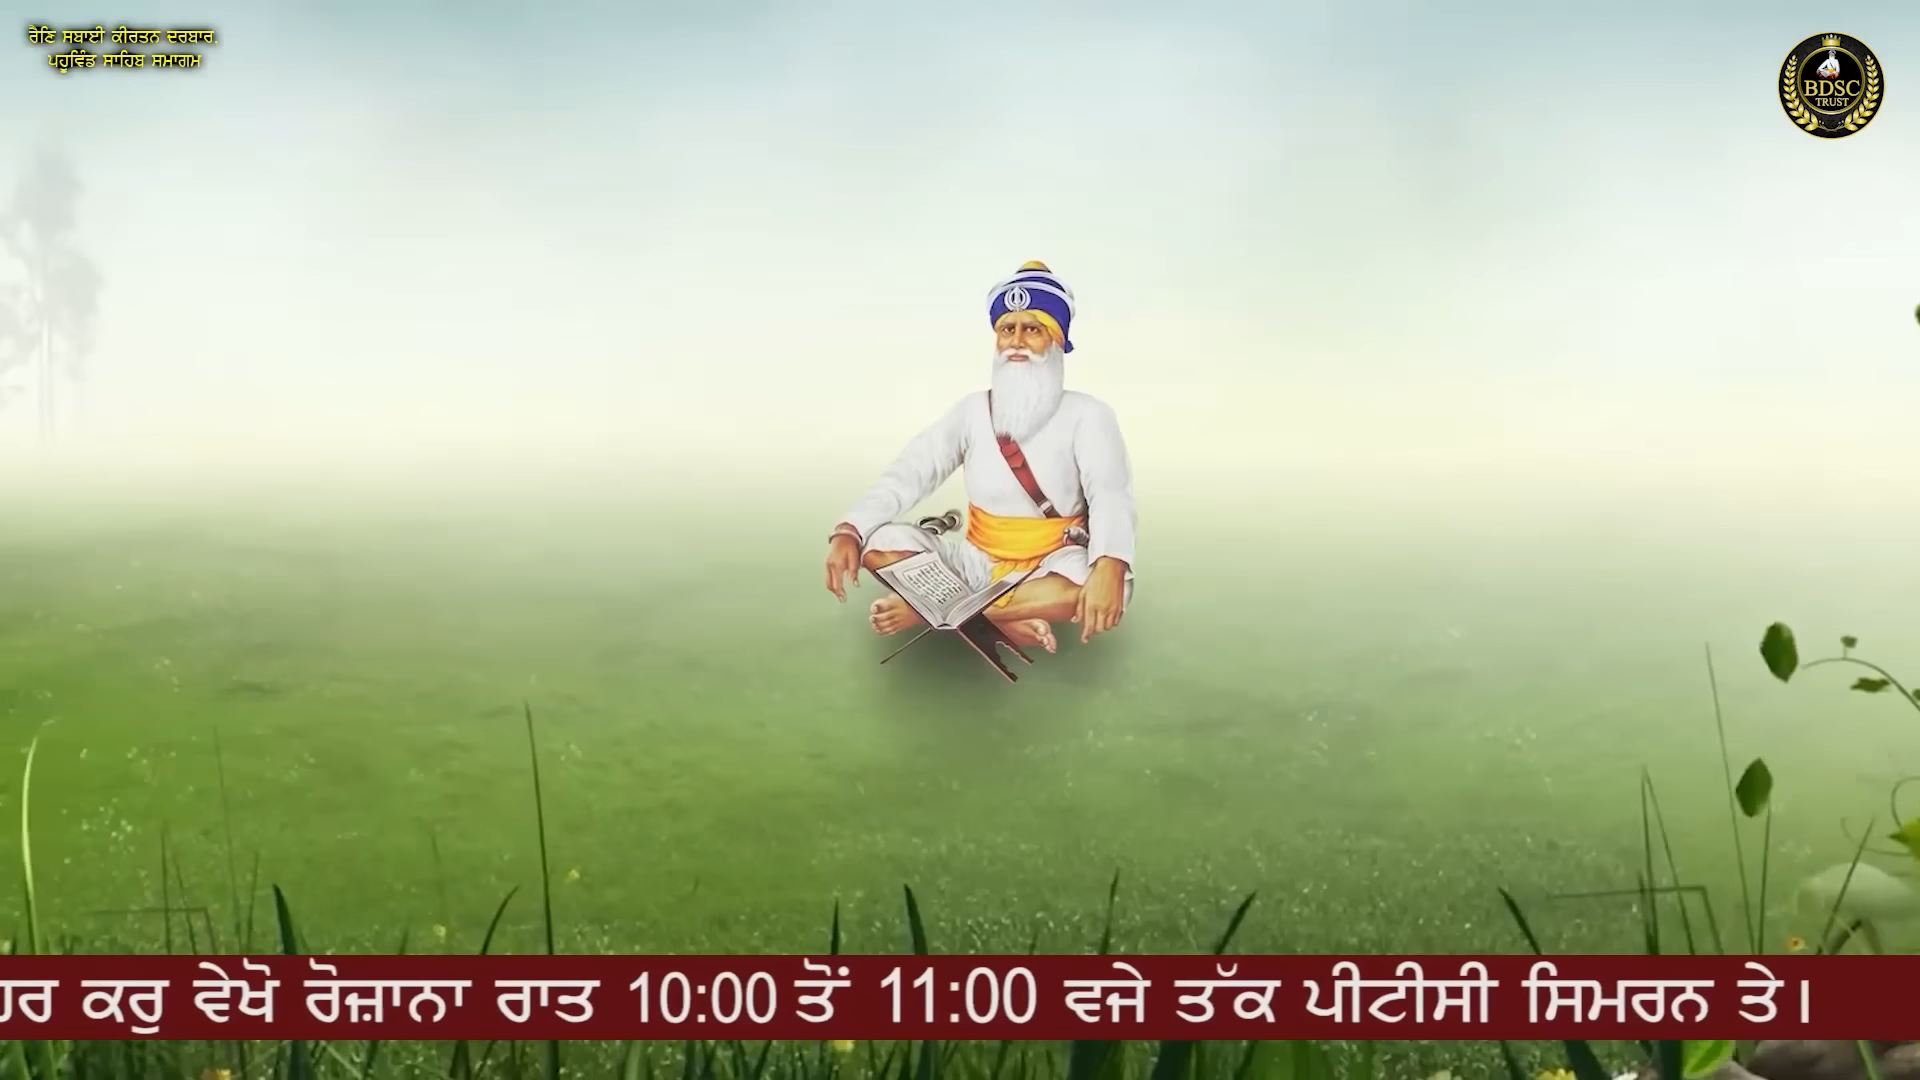 ਰੈਣਿ ਸਬਾਈ ਕੀਰਤਨ ਦਰਬਾਰ.
ਪਹੂਵਿੰਡ ਸਾਹਿਬ ਸਮਾਗਮ
BDSC
TRUST
ਕਰੁ ਵੇਖੋ ਰੋਜ਼ਾਨਾ ਰਾਤ 10:00 ਤੋਂ 11:00 ਵਜੇ ਤੱਕ ਪੀਟੀਸੀ ਸਿਮਰਨ ਤੇ।